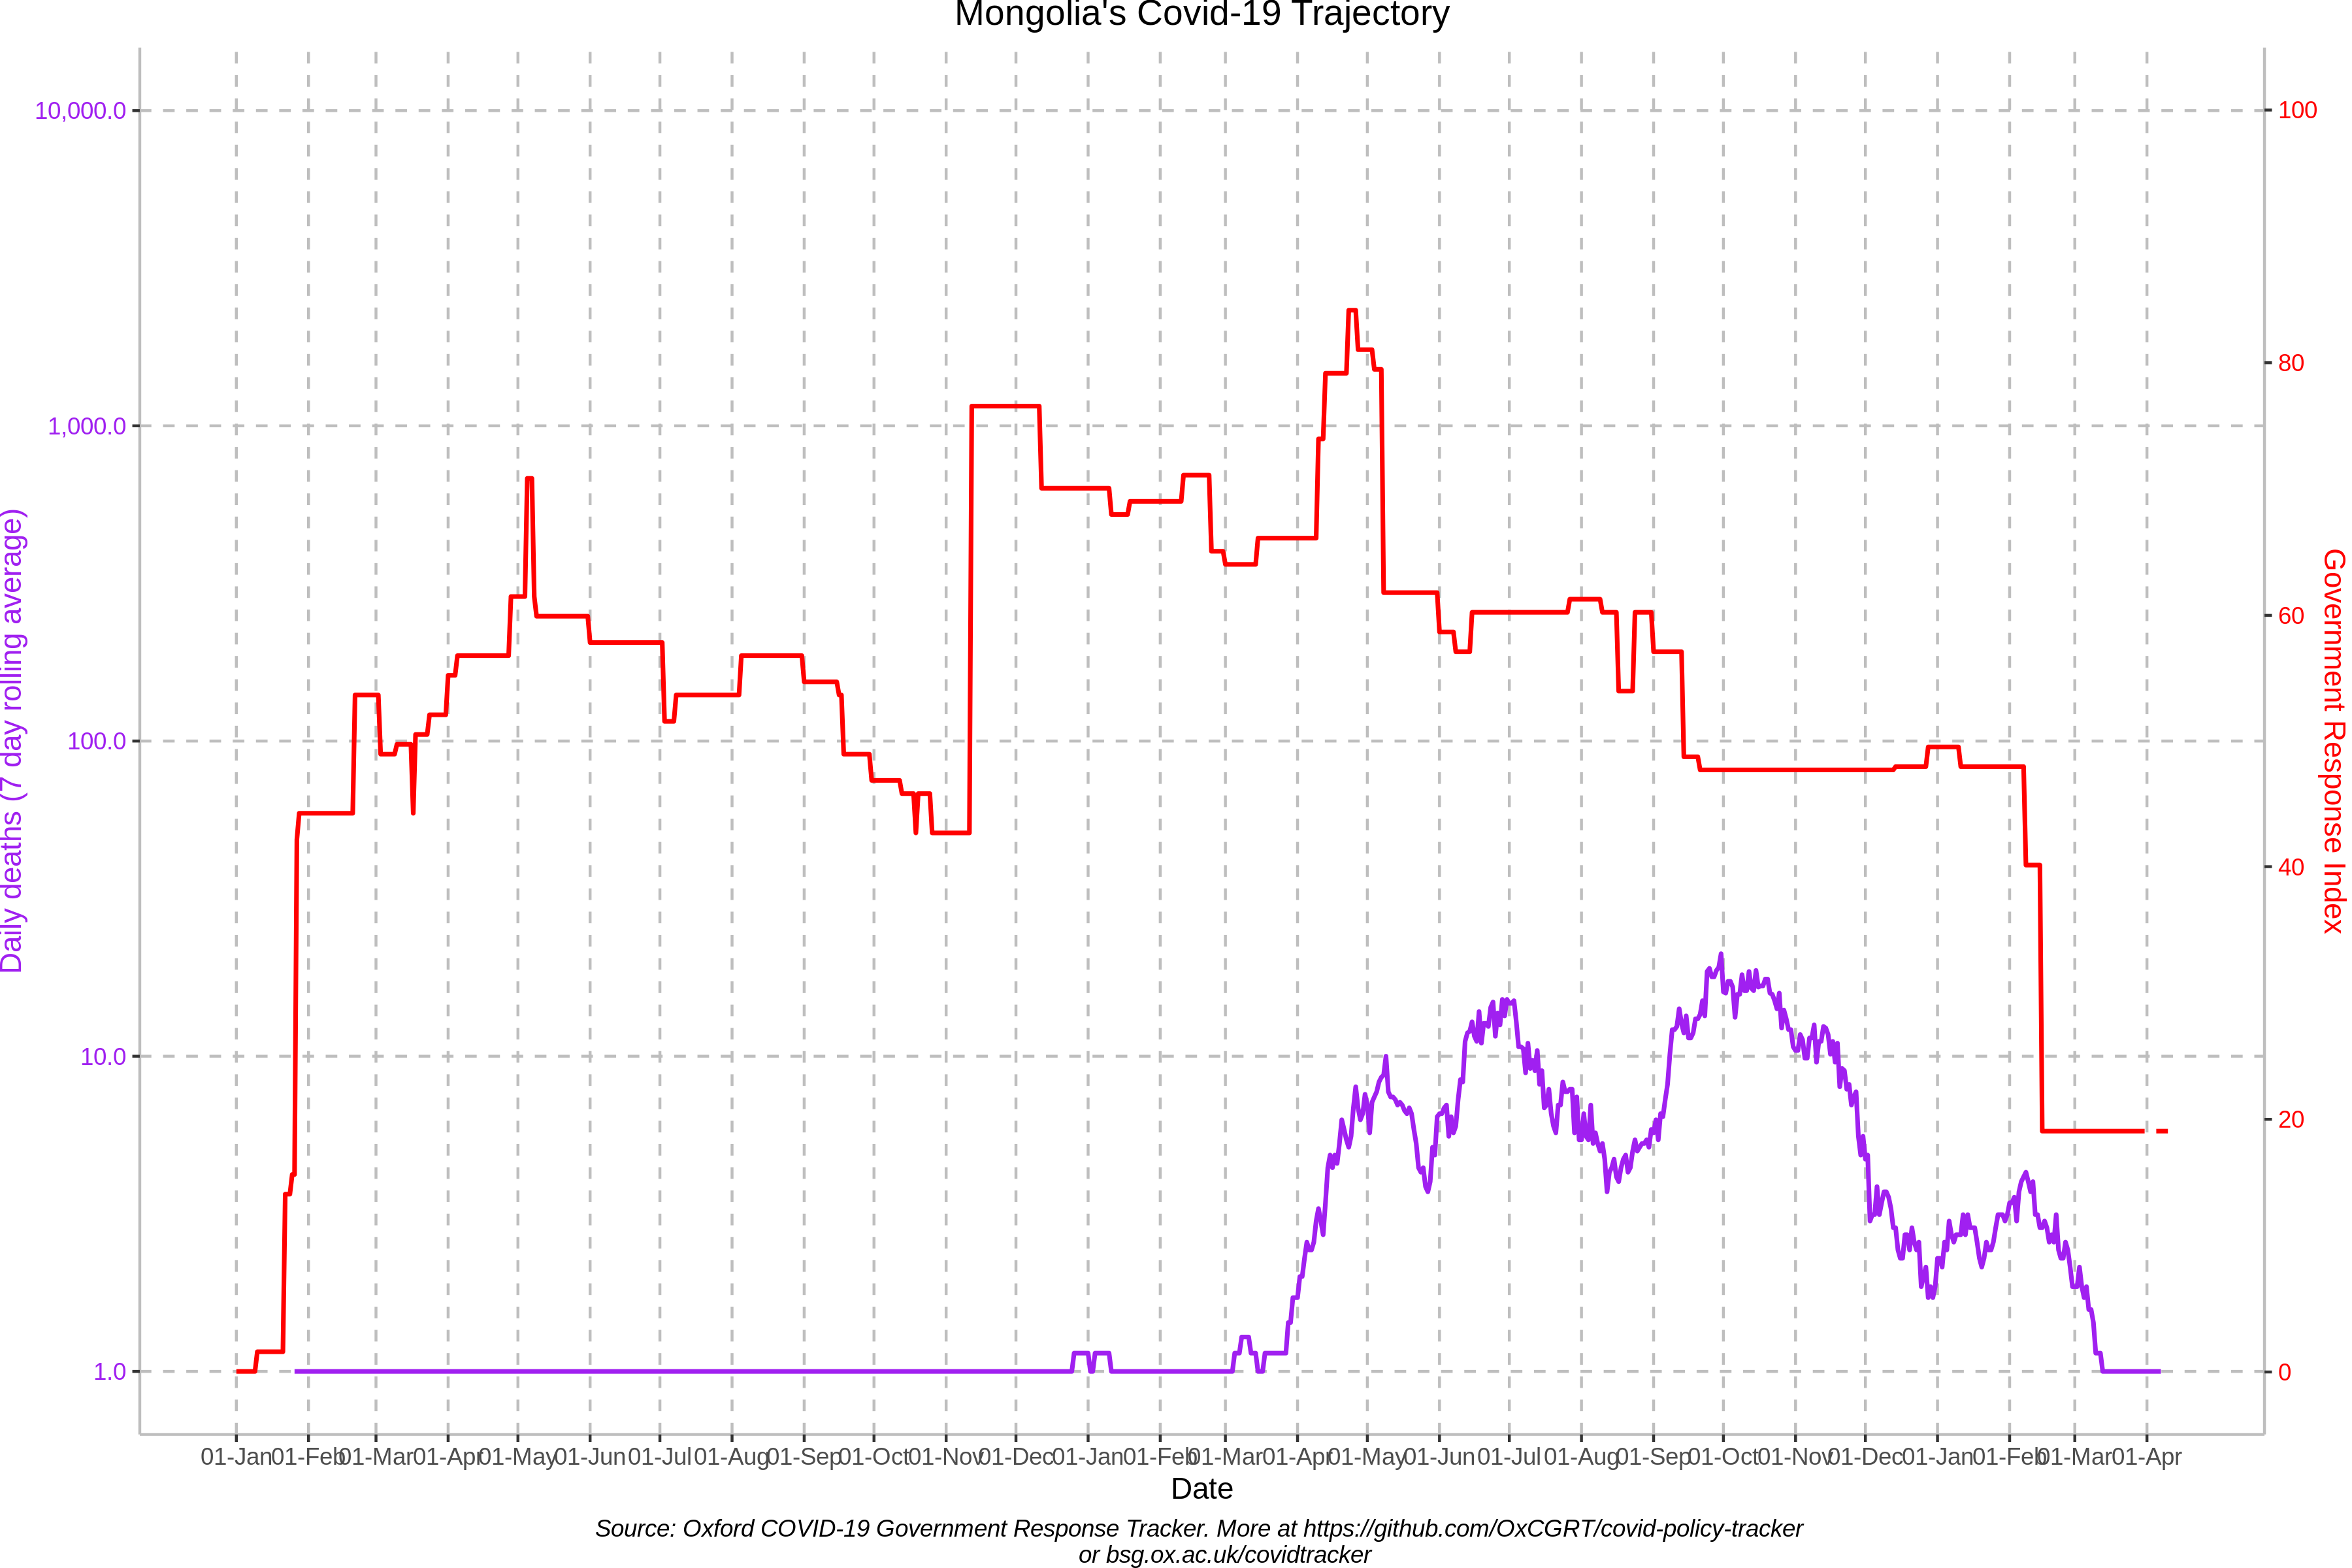 Mongolia's Covid-19 Trajectory
10,000.0
1,000.0
100.0
10.0
1.0
Daily deaths (7 day rolling average)
100
80
60
40
20
0
Government Response Index
01-Jan 01-Feb 01-Mar 01-Apr 01-May 01-Jun 01-Jul 01-Aug 01-Sep 01-Oct 01-Nov 01-Dec 01-Jan 01-Feb 01-Mar 01-Apr 01-May 01-Jun 01-Jul 01-Aug 01-Sep 01-Oct 01-Nov 01-Dec 01-Jan 01-Feb 01-Mar 01-Apr
Date
Source: Oxford COVID-19 Government Response Tracker. More at https://github.com/OxCGRT/covid-policy-tracker
or bsg.ox.ac.uk/covidtracker